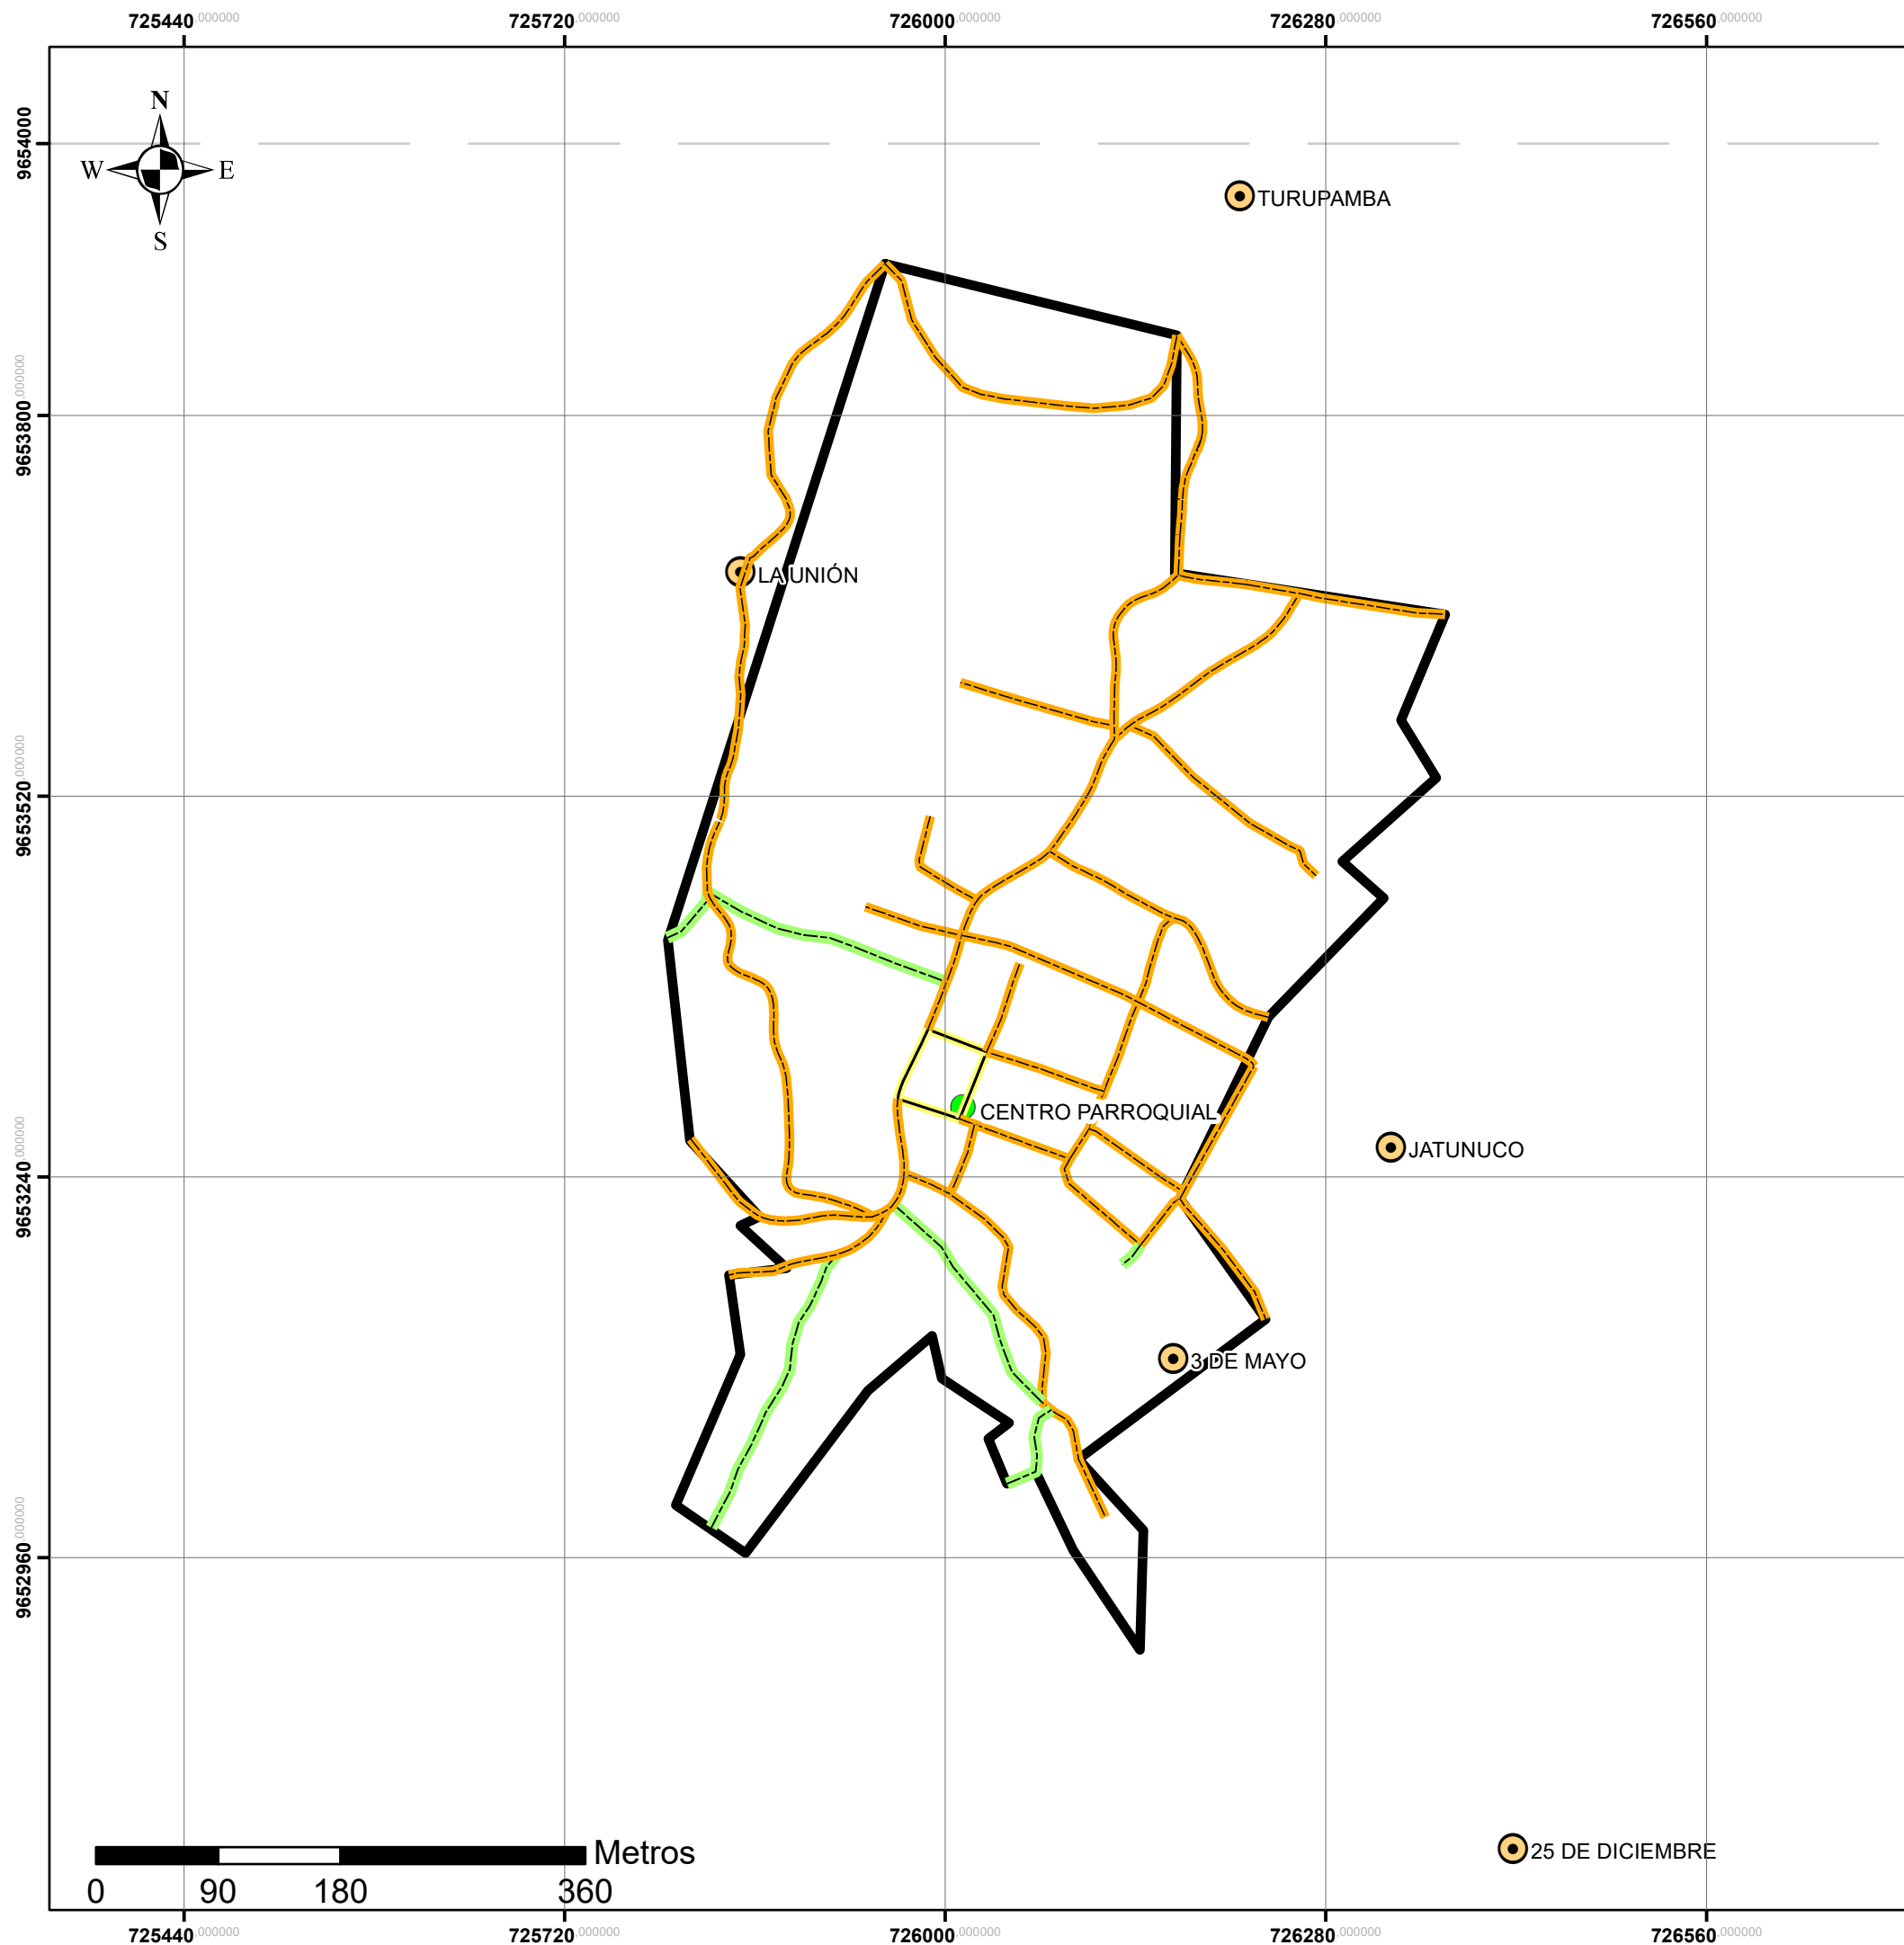 725440,000000 725720,000000 726000,000000 726280,000000 726560,000000
9654000
N
W E
S
TURUPAMBA
9653800,000000
LA UNIÓN
9653520,000000
CENTRO PARROQUIAL
JATUNUCO
9653240,000000
3 DE MAYO
9652960,000000
25 DE DICIEMBRE
Metros
0 90 180 360
725440,000000 725720,000000 726000,000000 726280,000000 726560,000000